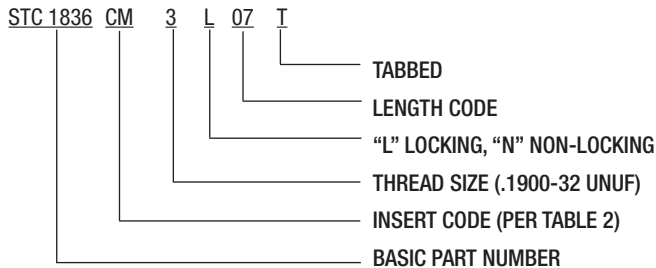 STC 1836 CM 3 L 07 T
TABBED
LENGTH CODE
“L” LOCKING, “N” NON-LOCKING
THREAD SIZE (.1900-32 UNUF)
INSERT CODE (PER TABLE 2)
BASIC PART NUMBER